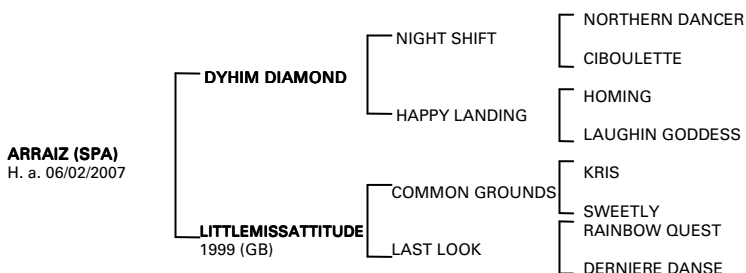 NORTHERN DANCER
NIGHT SHIFT
CIBOULETTE
DYHIM DIAMOND
HOMING
HAPPY LANDING
LAUGHIN GODDESS
ARRAIZ (SPA)
H. a. 06/02/2007
KRIS
COMMON GROUNDS
SWEETLY
LITTLEMISSATTITUDE
1999 (GB)
RAINBOW QUEST
LAST LOOK
DERNIERE DANSE